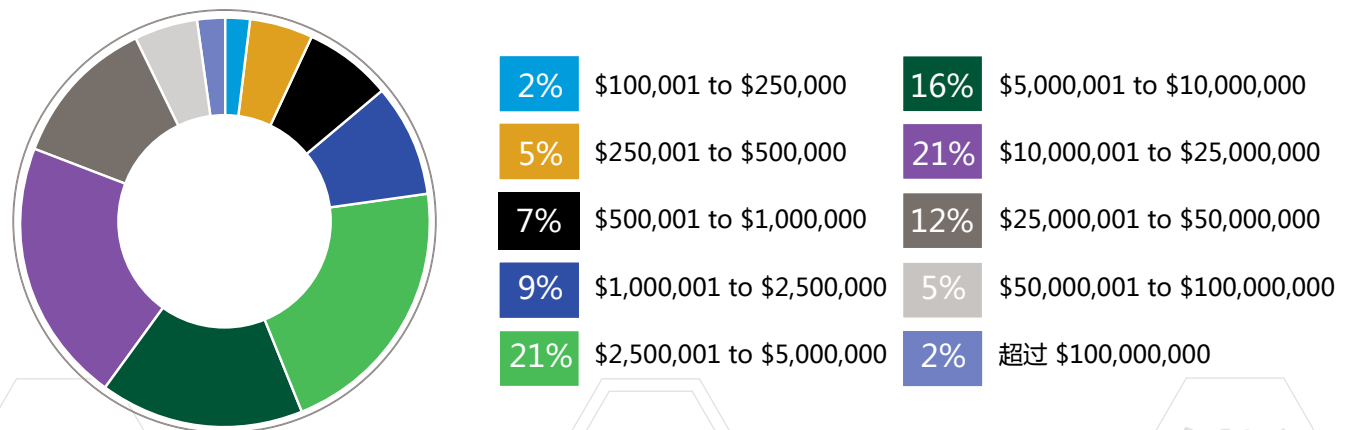 2% $100,001 to $250,000
5% $250,001 to $500,000
7% $500,001 to $1,000,000
9% $1,000,001 to $2,500,000
21% $2,500,001 to $5,000,000
16% $5,000,001 to $10,000,000
21% $10,000,001 to $25,000,000
12% $25,000,001 to $50,000,000
5% $50,000,001 to $100,000,000
2% 超过 $100,000,000